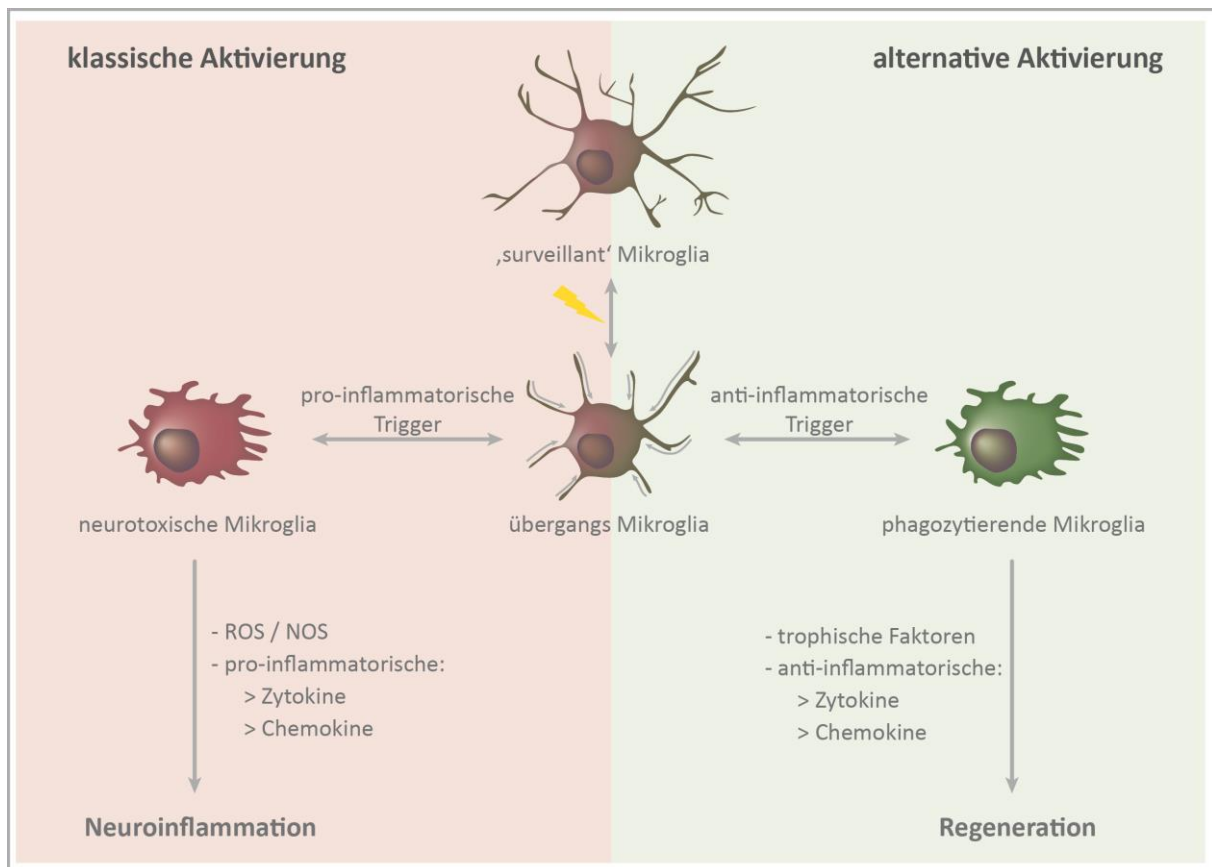 klassische Aktivierung
alternative Aktivierung
‚surveillant‘ Mikroglia
pro-inflammatorische
Trigger
anti-inflammatorische
Trigger
neurotoxische Mikroglia
übergangs Mikroglia
phagozytierende Mikroglia
- ROS / NOS
- pro-inflammatorische:
> Zytokine
> Chemokine
- trophische Faktoren
- anti-inflammatorische:
> Zytokine
> Chemokine
Neuroinflammation
Regeneration